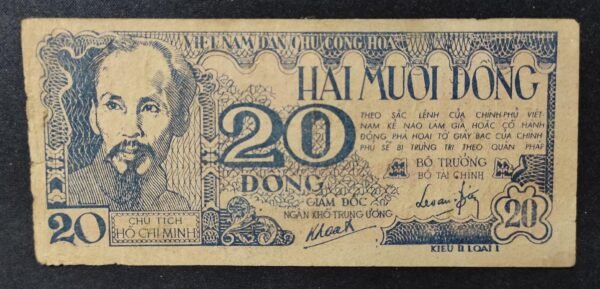 VIỆT-NAM DÂN CHỦ CỘNG HÒA
HAI MƯƠI ĐỒNG
THEO SẮC LỆNH CỦA CHÍNH-PHỦ VIỆT-
NAM KẺ NÀO LÀM GIẢ HOẶC CÓ HÀNH
ĐỘNG PHÁ HOẠI TỜ GIẤY BẠC CỦA CHÍNH
PHỦ SẼ BỊ TRỪNG TRỊ THEO QUÂN PHÁP
20
ĐỒNG
BỘ TRƯỞNG
BỘ TÀI CHÍNH
GIÁM ĐỐC
NGÂN KHỐ TRUNG ƯƠNG
20
CHỦ TỊCH
HỒ CHÍ MINH
20
KIỂU II LOẠI I